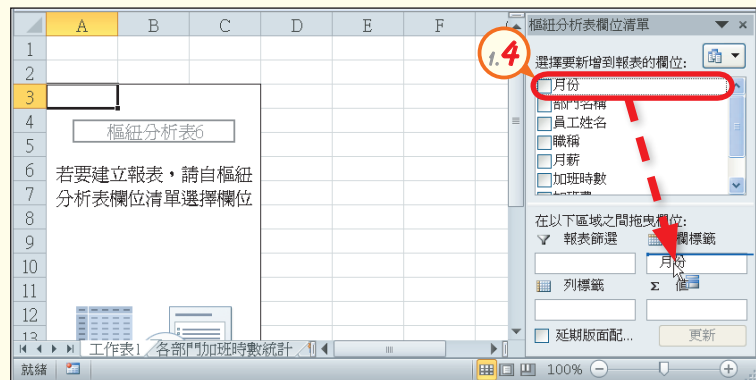 A B C D E F
樞紐分析表欄位清單
1
2
3
4
5
6
7
8
9
10
11
12
13
樞紐分析表6
若要建立報表，請自樞紐
分析表欄位清單選擇欄位
1.4
選擇要新增到報表的欄位:
月份
部門名稱
員工姓名
職稱
月薪
加班時數
加班費
在以下區域之間拖曳欄位:
報表篩選
欄標籤
月份
列標籤
Σ 值
延期版面配...
更新
工作表1 各部門加班時數統計
就緒
100%